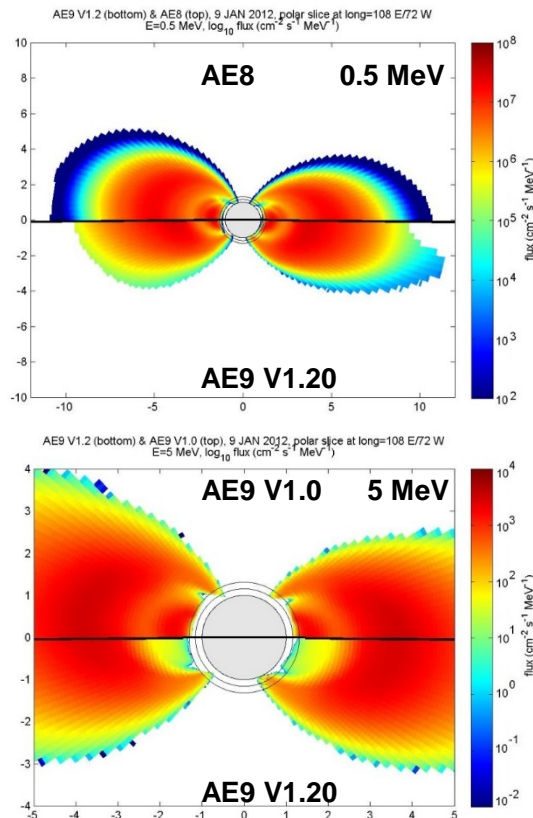 AE9 V1.2 (bottom) & AE8 (top), 9 JAN 2012, polar slice at long=108 E/72 W
E=0.5 MeV, log10 flux (cm-2 s-1 MeV-1)
AE8 0.5 MeV
10
8
6
4
2
0
-2
-4
-6
-8
-10
-10 -5 0 5 10
AE9 V1.20
10^8
10^7
10^6
10^5
10^4
10^3
10^2
flux (cm-2 s-1 MeV-1)
AE9 V1.2 (bottom) & AE9 V1.0 (top), 9 JAN 2012, polar slice at long=108 E/72 W
E=5 MeV, log10 flux (cm-2 s-1 MeV-1)
AE9 V1.0 5 MeV
4
3
2
1
0
-1
-2
-3
-4
-5 -4 -3 -2 -1 0 1 2 3 4 5
AE9 V1.20
10^4
10^3
10^2
10^1
10^0
10^-1
10^-2
flux (cm-2 s-1 MeV-1)